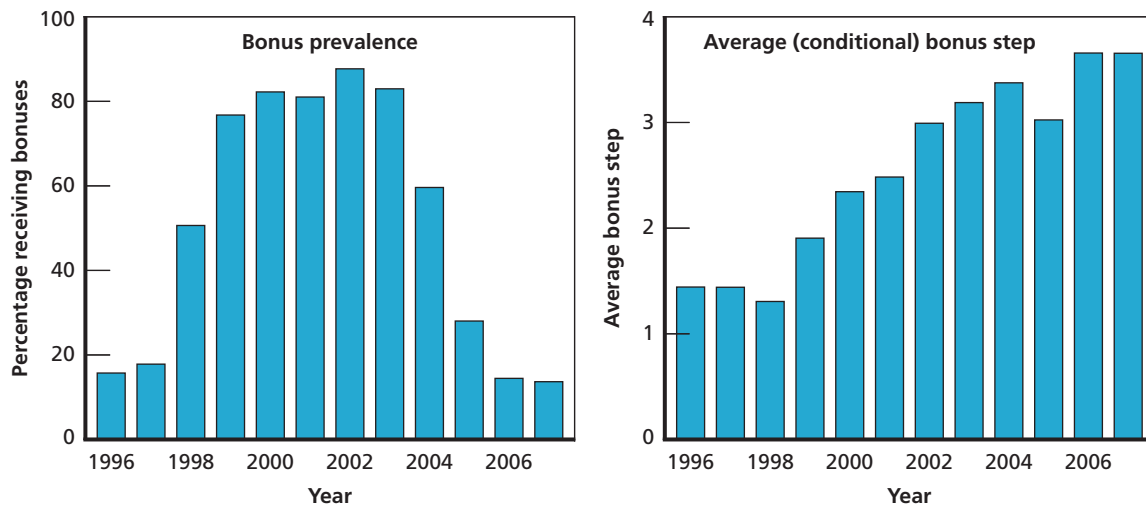 Bonus prevalence
Percentage receiving bonuses
100
80
60
40
20
0
1996 1998 2000 2002 2004 2006
Year
Average (conditional) bonus step
Average bonus step
4
3
2
1
0
1996 1998 2000 2002 2004 2006
Year